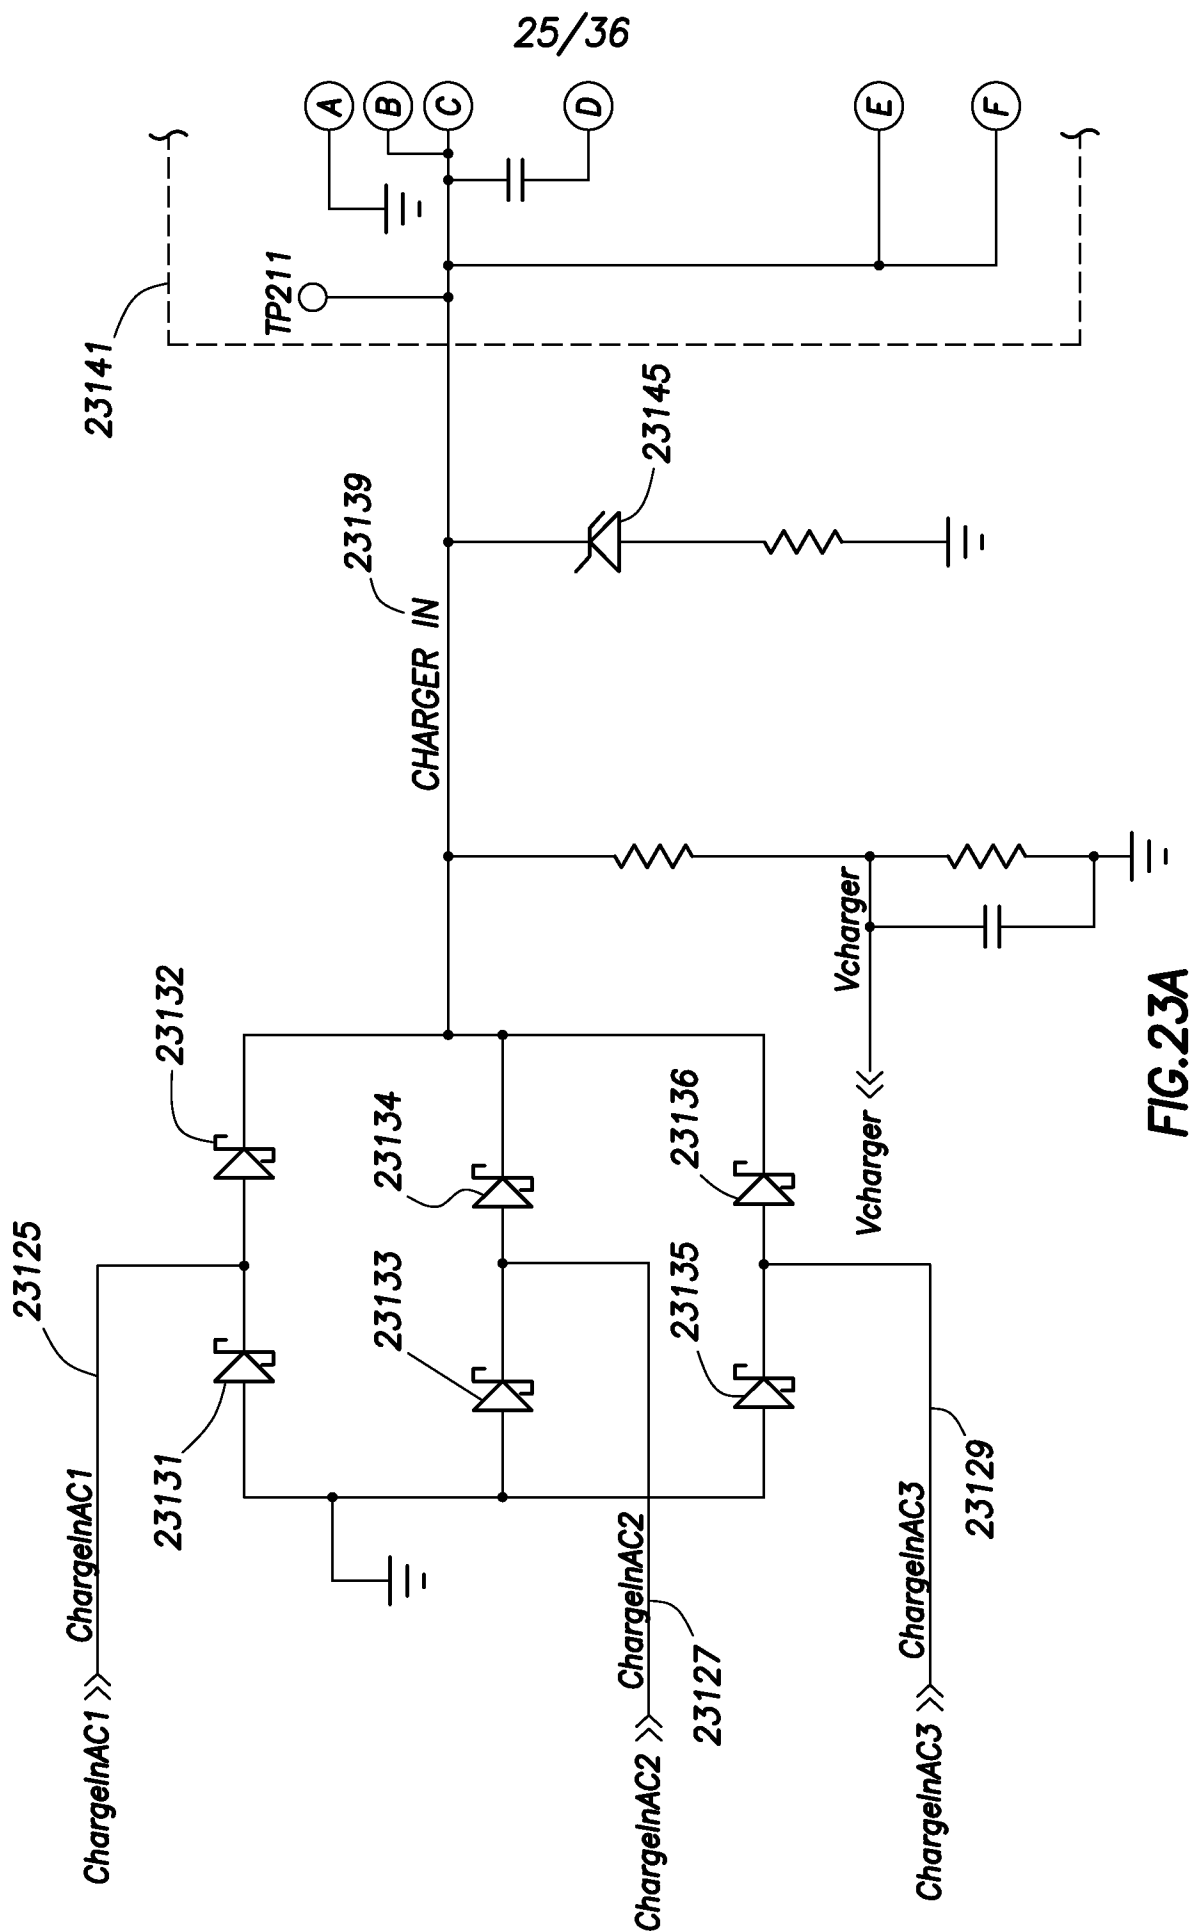 25/36
A
B
C
D
E
F
TP211
23141
23145
23139
CHARGER IN
Vcharger
Vcharger
23132
23134
23136
23125
23131
23133
23135
ChargeInAC1
ChargeInAC1
ChargeInAC2
ChargeInAC2
23127
ChargeInAC3
ChargeInAC3
23129
FIG.23A